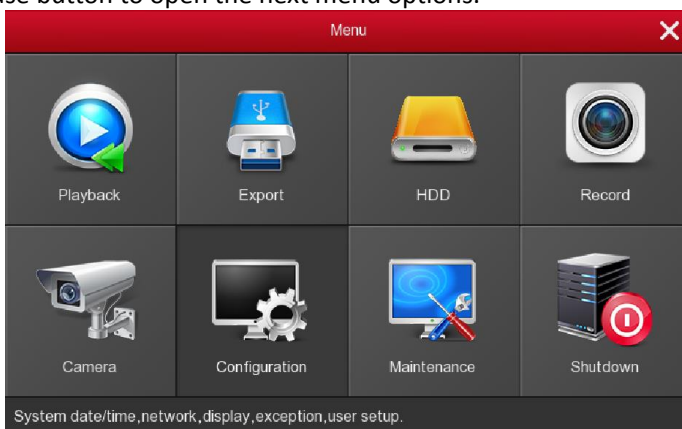 use button to open the next menu options.
Menu
Playback Export HDD Record
Camera Configuration Maintenance Shutdown
System date/time,network,display,exception,user setup.